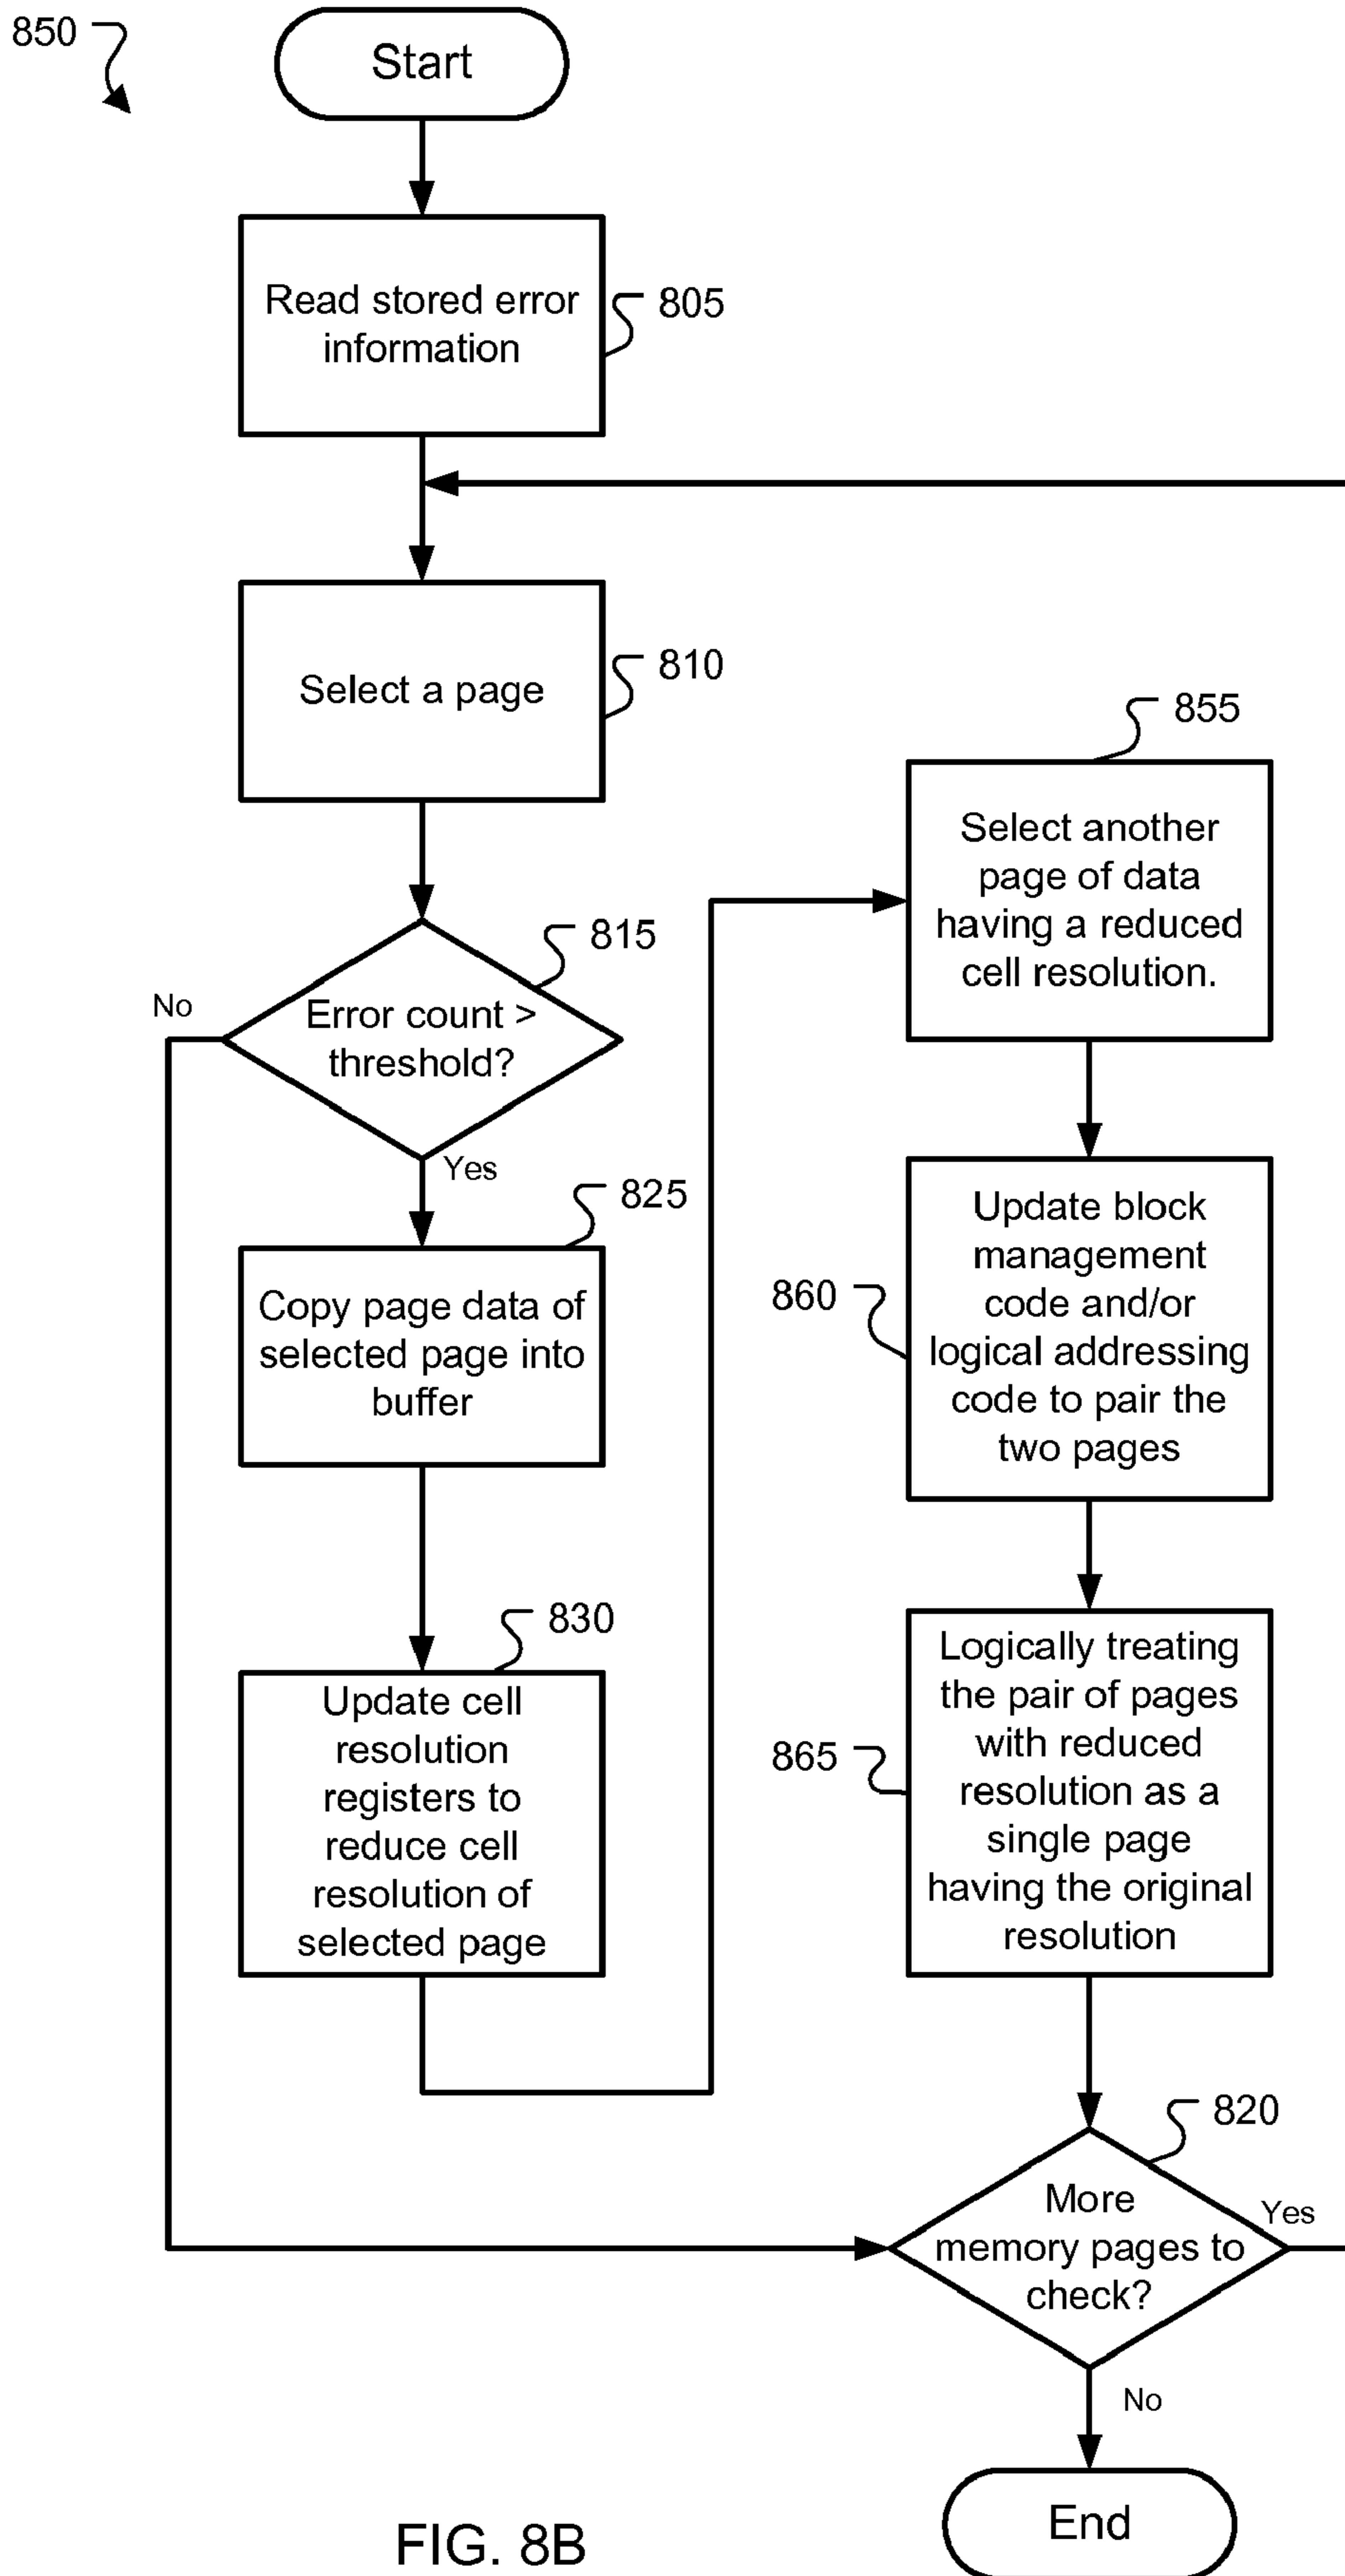 850
Start
Read stored error
information
805
Select a page
810
815
Error count >
threshold?
No
Yes
825
Copy page data of
selected page into
buffer
830
Update cell
resolution
registers to
reduce cell
resolution of
selected page
855
Select another
page of data
having a reduced
cell resolution.
860
Update block
management
code and/or
logical addressing
code to pair the
two pages
865
Logically treating
the pair of pages
with reduced
resolution as a
single page
having the original
resolution
820
More
memory pages to
check?
Yes
No
End
FIG. 8B